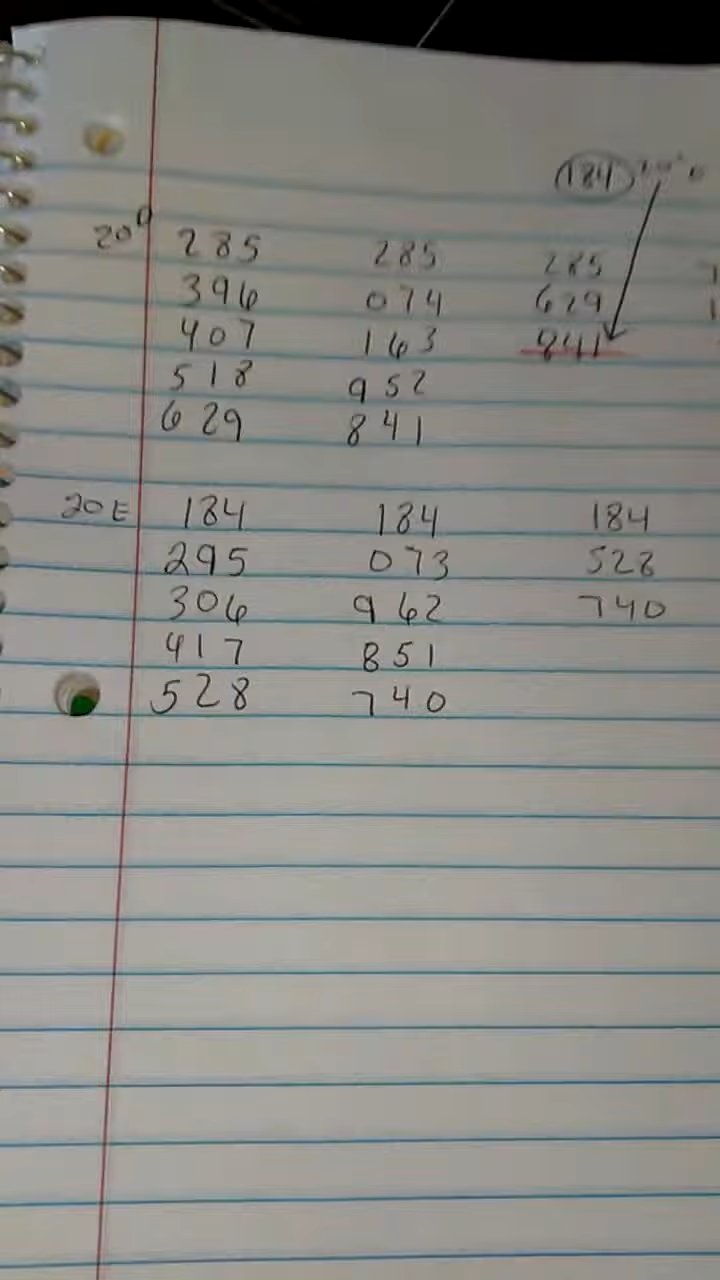 184
20D 285 285 285
396 074 629
407 163 841
518 952
629 841
20E 184 184 184
295 073 528
306 962 740
417 851
528 740